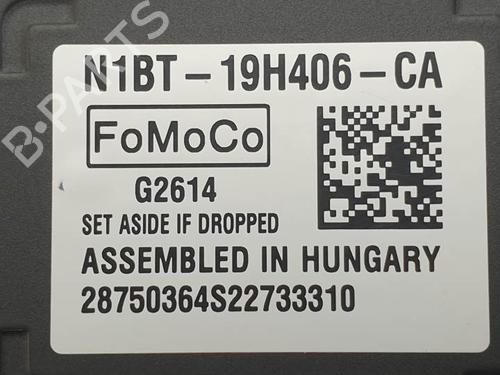 N1BT - 19H406 - CA
FoMoCo
G2614
SET ASIDE IF DROPPED
ASSEMBLED IN HUNGARY
28750364S22733310
B-PARTS